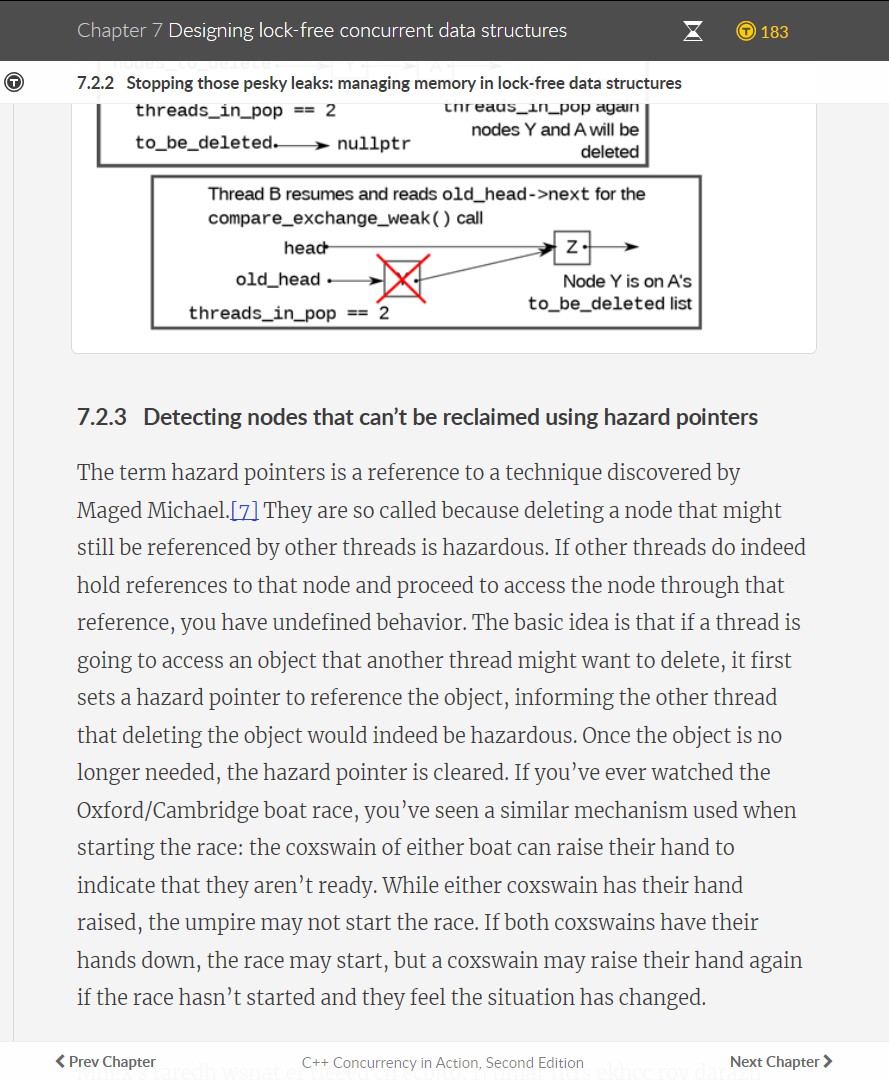 Chapter 7 Designing lock-free concurrent data structures
183
7.2.2 Stopping those pesky leaks: managing memory in lock-free data structures
threads_in_pop == 2
threads_in_pop again
nodes Y and A will be
deleted
to_be_deleted nullptr
Thread B resumes and reads old_head->next for the
compare_exchange_weak() call
head
Z
old_head
Y
Node Y is on A's
to_be_deleted list
threads_in_pop == 2
7.2.3 Detecting nodes that can’t be reclaimed using hazard pointers
The term hazard pointers is a reference to a technique discovered by
Maged Michael.[7] They are so called because deleting a node that might
still be referenced by other threads is hazardous. If other threads do indeed
hold references to that node and proceed to access the node through that
reference, you have undefined behavior. The basic idea is that if a thread is
going to access an object that another thread might want to delete, it first
sets a hazard pointer to reference the object, informing the other thread
that deleting the object would indeed be hazardous. Once the object is no
longer needed, the hazard pointer is cleared. If you’ve ever watched the
Oxford/Cambridge boat race, you’ve seen a similar mechanism used when
starting the race: the coxswain of either boat can raise their hand to
indicate that they aren’t ready. While either coxswain has their hand
raised, the umpire may not start the race. If both coxswains have their
hands down, the race may start, but a coxswain may raise their hand again
if the race hasn’t started and they feel the situation has changed.
Prev Chapter
C++ Concurrency in Action, Second Edition
Next Chapter